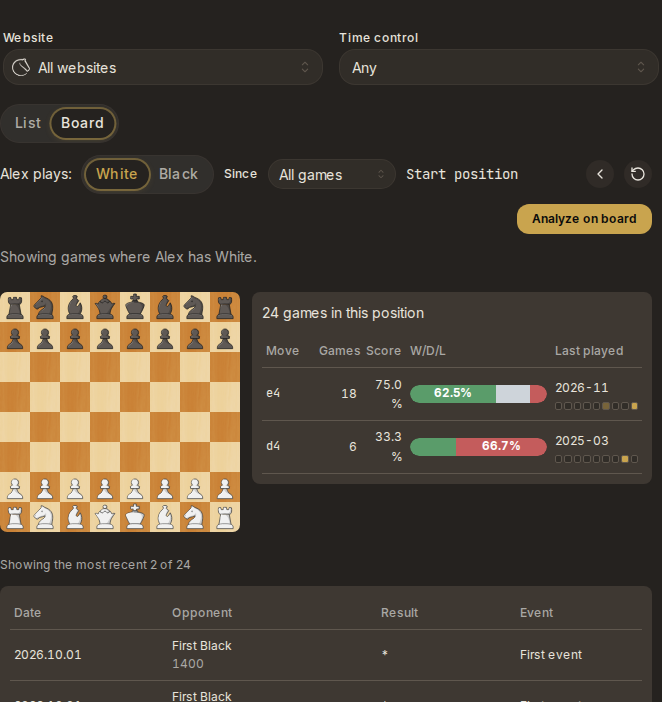 Website
Time control
All websites
Any
List
Board
Alex plays:
White
Black
Since
All games
Start position
Analyze on board
Showing games where Alex has White.
24 games in this position
Move Games Score W/D/L Last played
e4 18 75.0 % 62.5% 2026-11
d4 6 33.3 % 66.7% 2025-03
Showing the most recent 2 of 24
Date Opponent Result Event
2026.10.01 First Black * First event
1400
First Black